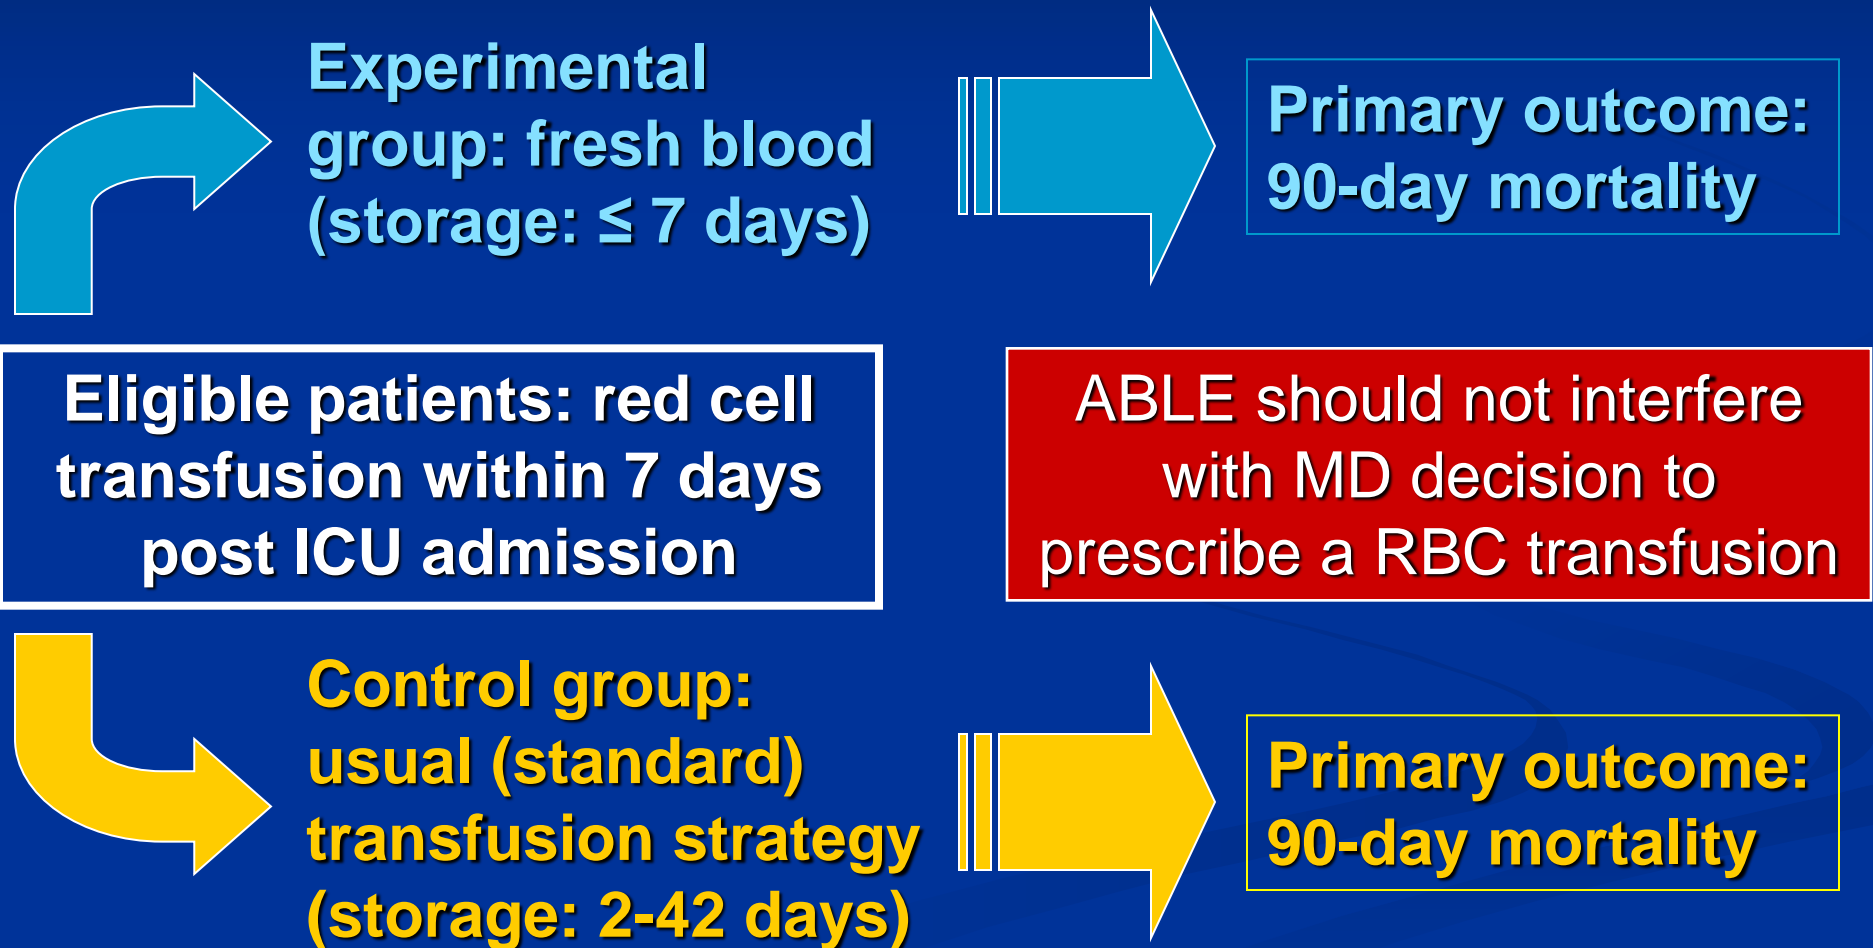 Experimental
group: fresh blood
(storage: ≤ 7 days)
Primary outcome:
90-day mortality
Eligible patients: red cell
transfusion within 7 days
post ICU admission
ABLE should not interfere
with MD decision to
prescribe a RBC transfusion
Control group:
usual (standard)
transfusion strategy
(storage: 2-42 days)
Primary outcome:
90-day mortality